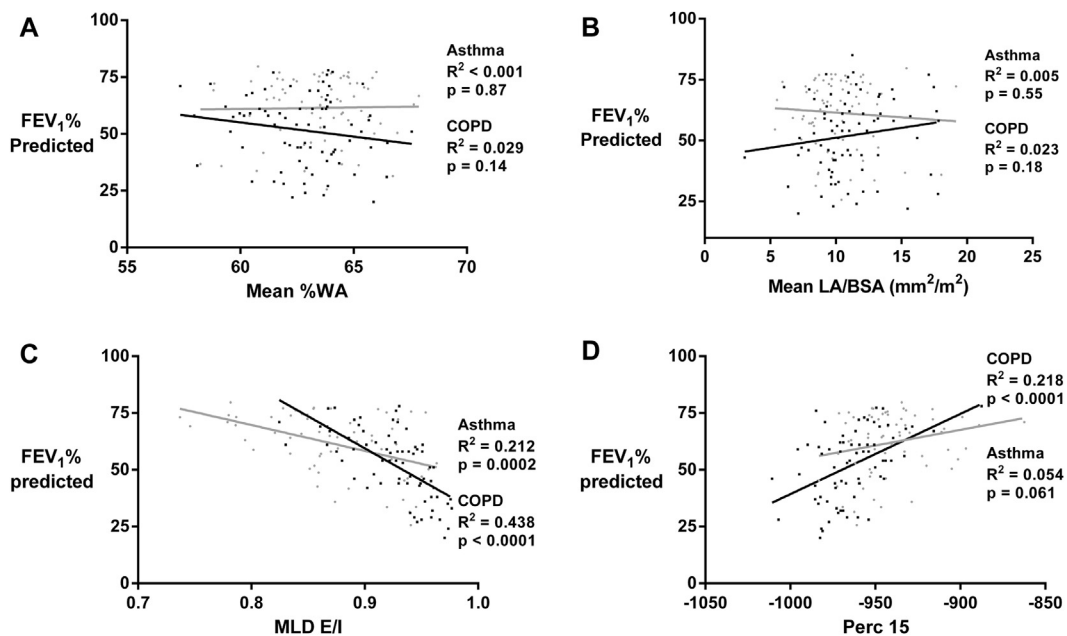 A
100
75
50
25
0
FEV₁%
Predicted
55
60
65
70
Mean %WA
Asthma
R² < 0.001
p = 0.87
COPD
R² = 0.029
p = 0.14
B
100
75
50
25
FEV₁%
Predicted
0
5
10
15
20
25
Mean LA/BSA (mm²/m²)
Asthma
R² = 0.005
p = 0.55
COPD
R² = 0.023
p = 0.18
C
100
75
50
25
0
FEV₁%
predicted
0.7
0.8
0.9
1.0
MLD E/I
Asthma
R² = 0.212
p = 0.0002
COPD
R² = 0.438
p < 0.0001
D
100
75
50
25
0
FEV₁%
predicted
-1050
-1000
-950
-900
-850
Perc 15
COPD
R² = 0.218
p < 0.0001
Asthma
R² = 0.054
p = 0.061